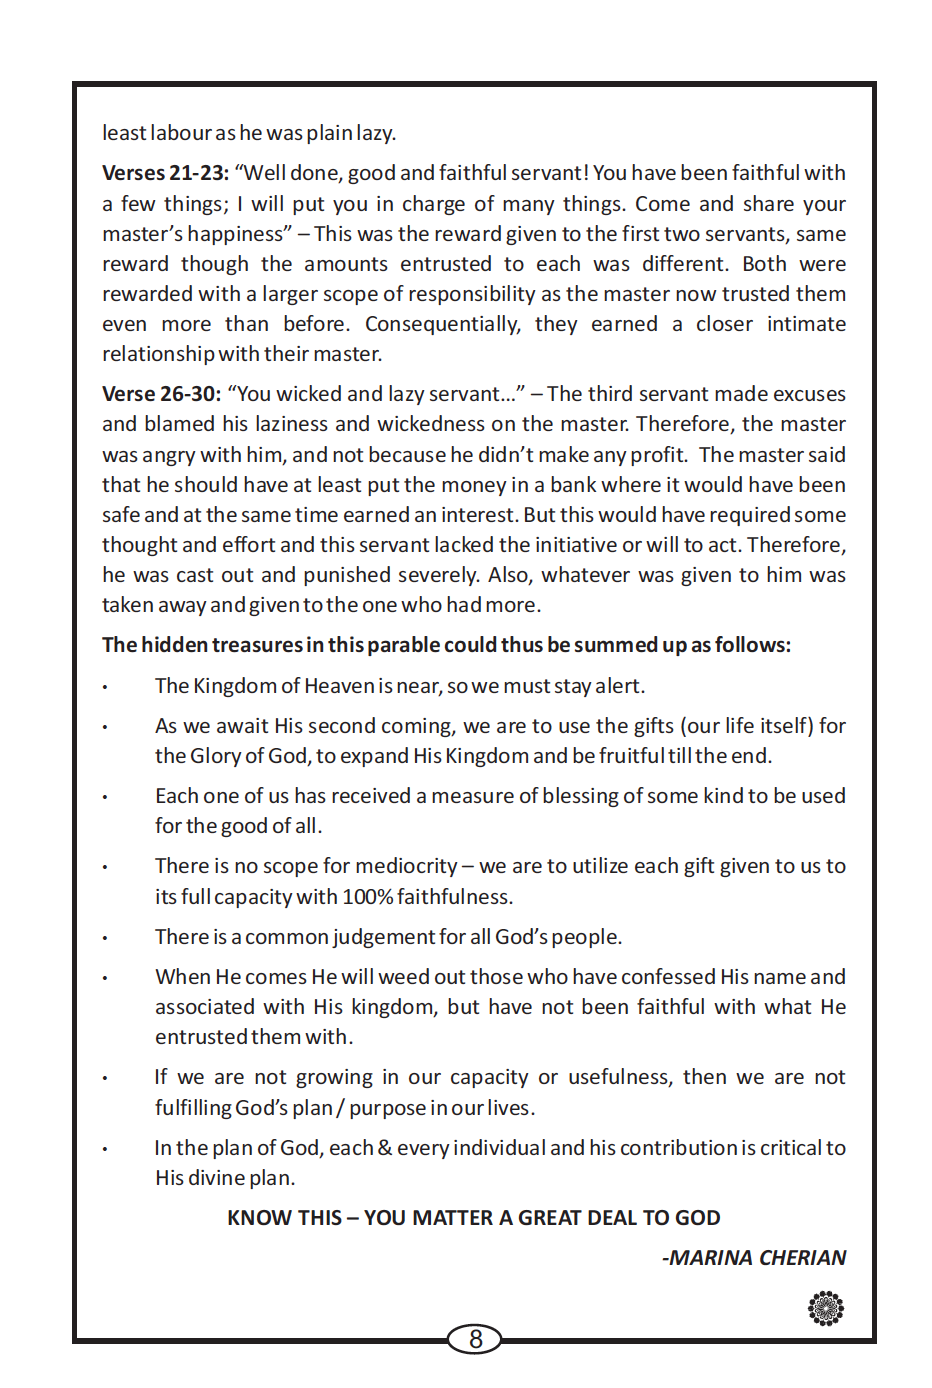 least labour as he was plain lazy.
Verses 21-23: “Well done, good and faithful servant! You have been faithful with
a few things; I will put you in charge of many things. Come and share your
master’s happiness” – This was the reward given to the first two servants, same
reward though the amounts entrusted to each was different. Both were
rewarded with a larger scope of responsibility as the master now trusted them
even more than before. Consequentially, they earned a closer intimate
relationship with their master.
Verse 26-30: “You wicked and lazy servant...” – The third servant made excuses
and blamed his laziness and wickedness on the master. Therefore, the master
was angry with him, and not because he didn’t make any profit. The master said
that he should have at least put the money in a bank where it would have been
safe and at the same time earned an interest. But this would have required some
thought and effort and this servant lacked the initiative or will to act. Therefore,
he was cast out and punished severely. Also, whatever was given to him was
taken away and given to the one who had more.
The hidden treasures in this parable could thus be summed up as follows:
• The Kingdom of Heaven is near, so we must stay alert.
• As we await His second coming, we are to use the gifts (our life itself) for
the Glory of God, to expand His Kingdom and be fruitful till the end.
• Each one of us has received a measure of blessing of some kind to be used
for the good of all.
• There is no scope for mediocrity – we are to utilize each gift given to us to
its full capacity with 100% faithfulness.
• There is a common judgement for all God’s people.
• When He comes He will weed out those who have confessed His name and
associated with His kingdom, but have not been faithful with what He
entrusted them with.
• If we are not growing in our capacity or usefulness, then we are not
fulfilling God’s plan / purpose in our lives.
• In the plan of God, each & every individual and his contribution is critical to
His divine plan.
KNOW THIS – YOU MATTER A GREAT DEAL TO GOD
-MARINA CHERIAN
8